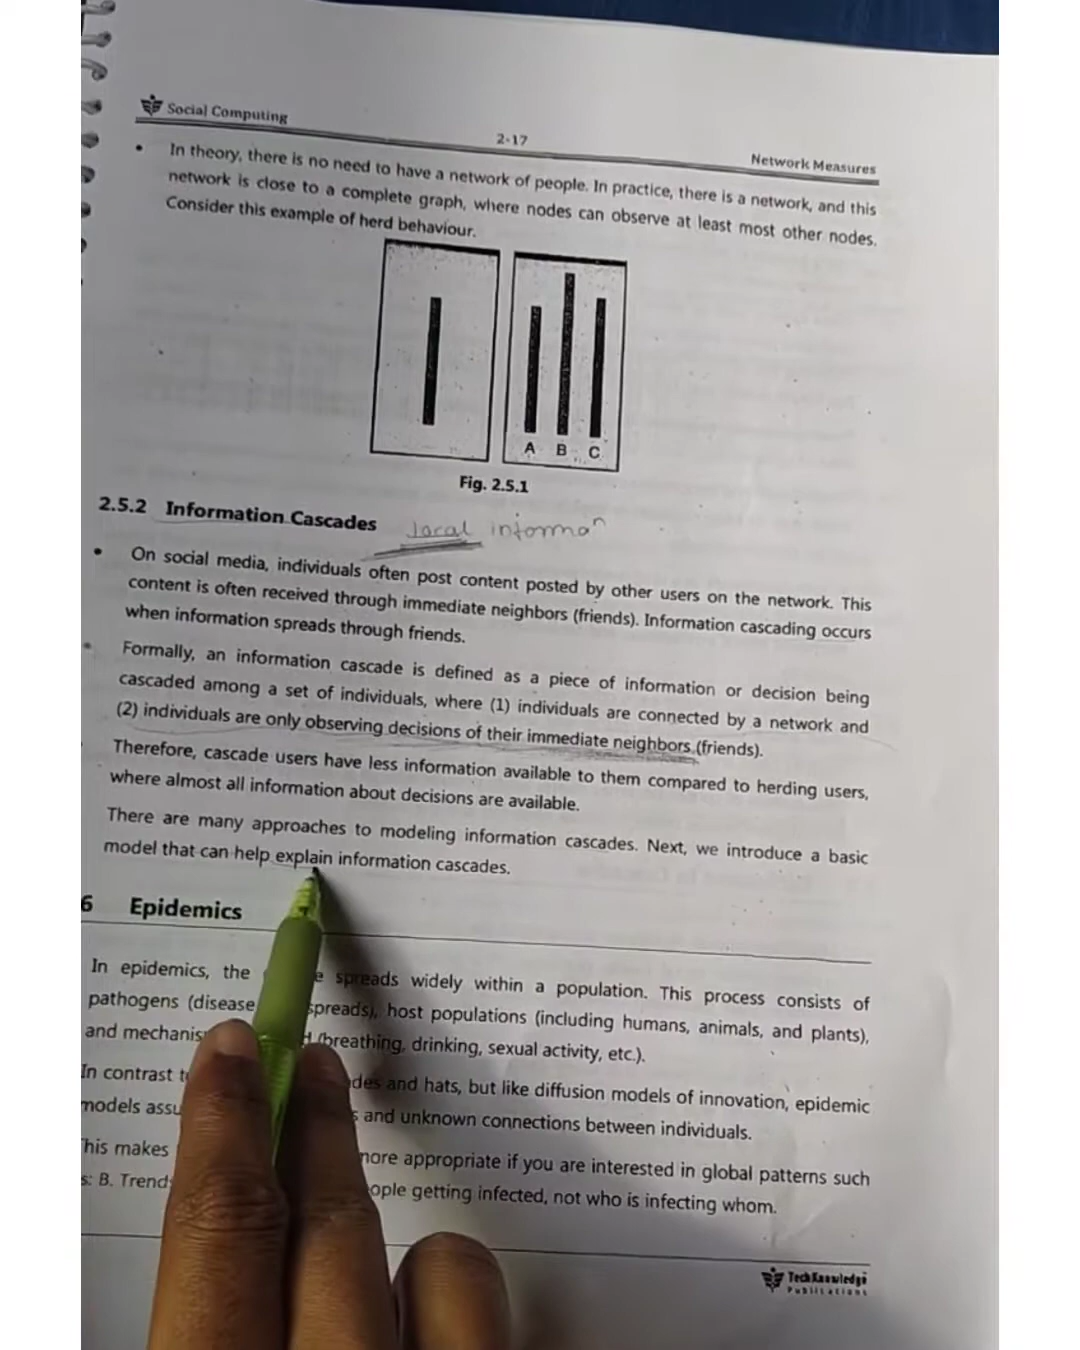 Social Computing
2-17
Network Measures
• In theory, there is no need to have a network of people. In practice, there is a network, and this
network is close to a complete graph, where nodes can observe at least most other nodes.
Consider this example of herd behaviour.
A B C
Fig. 2.5.1
2.5.2 Information Cascades
local informaⁿ
• On social media, individuals often post content posted by other users on the network. This
content is often received through immediate neighbors (friends). Information cascading occurs
when information spreads through friends.
• Formally, an information cascade is defined as a piece of information or decision being
cascaded among a set of individuals, where (1) individuals are connected by a network and
(2) individuals are only observing decisions of their immediate neighbors (friends).
Therefore, cascade users have less information available to them compared to herding users,
where almost all information about decisions are available.
There are many approaches to modeling information cascades. Next, we introduce a basic
model that can help explain information cascades.
6 Epidemics
In epidemics, the spreads widely within a population. This process consists of
pathogens (disease spreads), host populations (including humans, animals, and plants),
and (breathing, drinking, sexual activity, etc.).
In contrast and hats, but like diffusion models of innovation, epidemic
models and unknown connections between individuals.
This makes more appropriate if you are interested in global patterns such
: B. getting infected, not who is infecting whom.
TechKnowledge
Publications